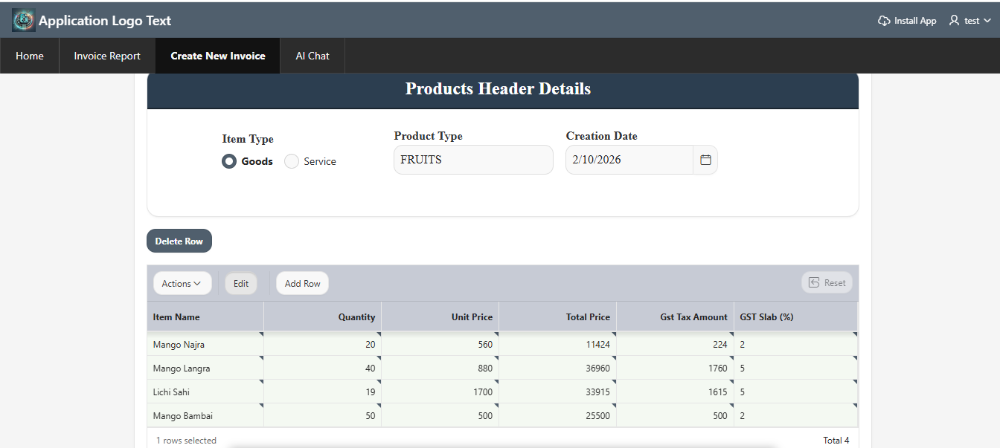 Application Logo Text
Install App
test
Home
Invoice Report
Create New Invoice
AI Chat
Products Header Details
Item Type
Product Type
Creation Date
Goods
Service
FRUITS
2/10/2026
Delete Row
Actions
Edit
Add Row
Reset
Item Name Quantity Unit Price Total Price Gst Tax Amount GST Slab (%)
Mango Najra 20 560 11424 224 2
Mango Langra 40 880 36960 1760 5
Lichi Sahi 19 1700 33915 1615 5
Mango Bambai 50 500 25500 500 2
1 rows selected
Total 4